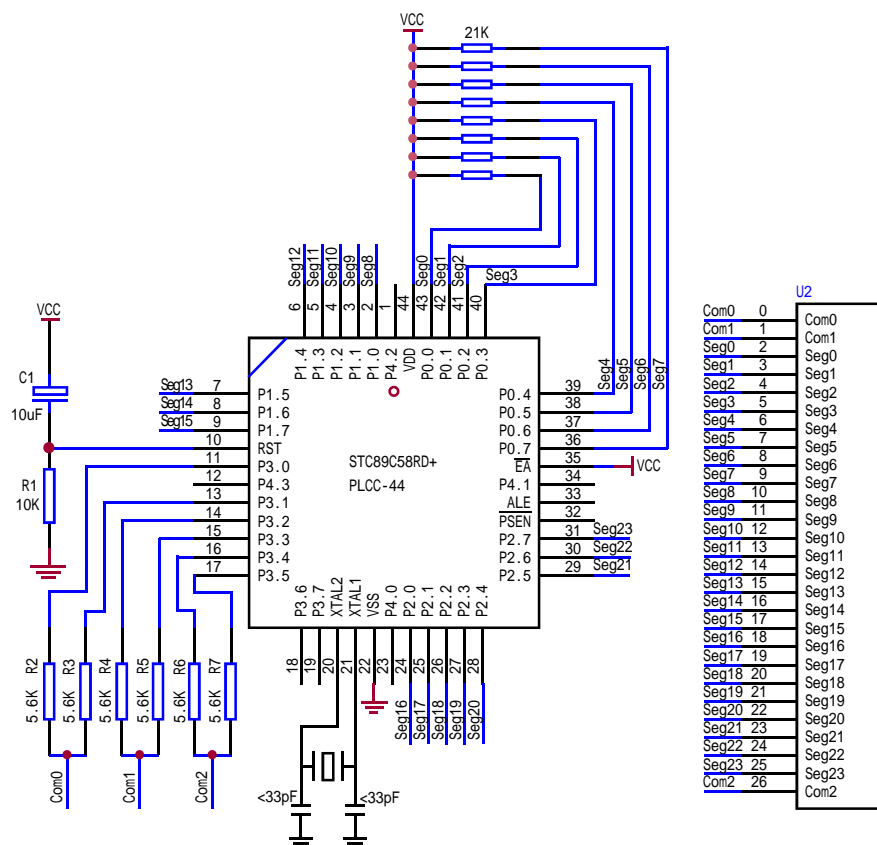 VCC
21K
Seg12
Seg11
Seg10
Seg9
Seg8
Seg0
Seg1
Seg2
Seg3
6
5
4
3
2
1
44
43
42
41
40
P1.4
P1.3
P1.2
P1.1
P1.0
P4.2
VDD
P0.0
P0.1
P0.2
P0.3
Seg4
Seg5
Seg6
Seg7
VCC
C1
10uF
R1
10K
Seg13 7 P1.5
Seg14 8 P1.6
Seg15 9 P1.7
10 RST
11 P3.0
12 P4.3
13 P3.1
14 P3.2
15 P3.3
16 P3.4
17 P3.5
STC89C58RD+
PLCC-44
P0.4 39
P0.5 38
P0.6 37
P0.7 36
EA 35 VCC
P4.1 34
ALE 33
PSEN 32
P2.7 31 Seg23
P2.6 30 Seg22
P2.5 29 Seg21
P3.6
P3.7
XTAL2
XTAL1
VSS
P4.0
P2.0
P2.1
P2.2
P2.3
P2.4
18
19
20
21
22
23
24
25
26
27
28
Seg16
Seg17
Seg18
Seg19
Seg20
R2
5.6K
R3
5.6K
R4
5.6K
R5
5.6K
R6
5.6K
R7
5.6K
Com0
Com1
Com2
<33pF
<33pF
U2
Com0 0 Com0
Com1 1 Com1
Seg0 2 Seg0
Seg1 3 Seg1
Seg2 4 Seg2
Seg3 5 Seg3
Seg4 6 Seg4
Seg5 7 Seg5
Seg6 8 Seg6
Seg7 9 Seg7
Seg8 10 Seg8
Seg9 11 Seg9
Seg10 12 Seg10
Seg11 13 Seg11
Seg12 14 Seg12
Seg13 15 Seg13
Seg14 16 Seg14
Seg15 17 Seg15
Seg16 18 Seg16
Seg17 19 Seg17
Seg18 20 Seg18
Seg19 21 Seg19
Seg20 22 Seg20
Seg21 23 Seg21
Seg22 24 Seg22
Seg23 25 Seg23
Com2 26 Com2